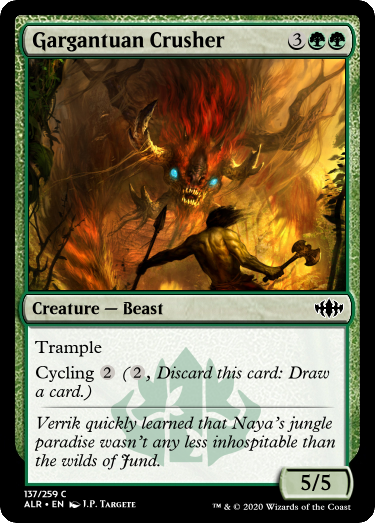 Gargantuan Crusher 3
Creature — Beast
Trample
Cycling 2 (2, Discard this card: Draw
a card.)
Verrik quickly learned that Naya's jungle
paradise wasn't any less inhospitable than
the wilds of Jund.
5/5
137/259 C
ALR • EN J.P. Targete
™ & © 2020 Wizards of the Coast